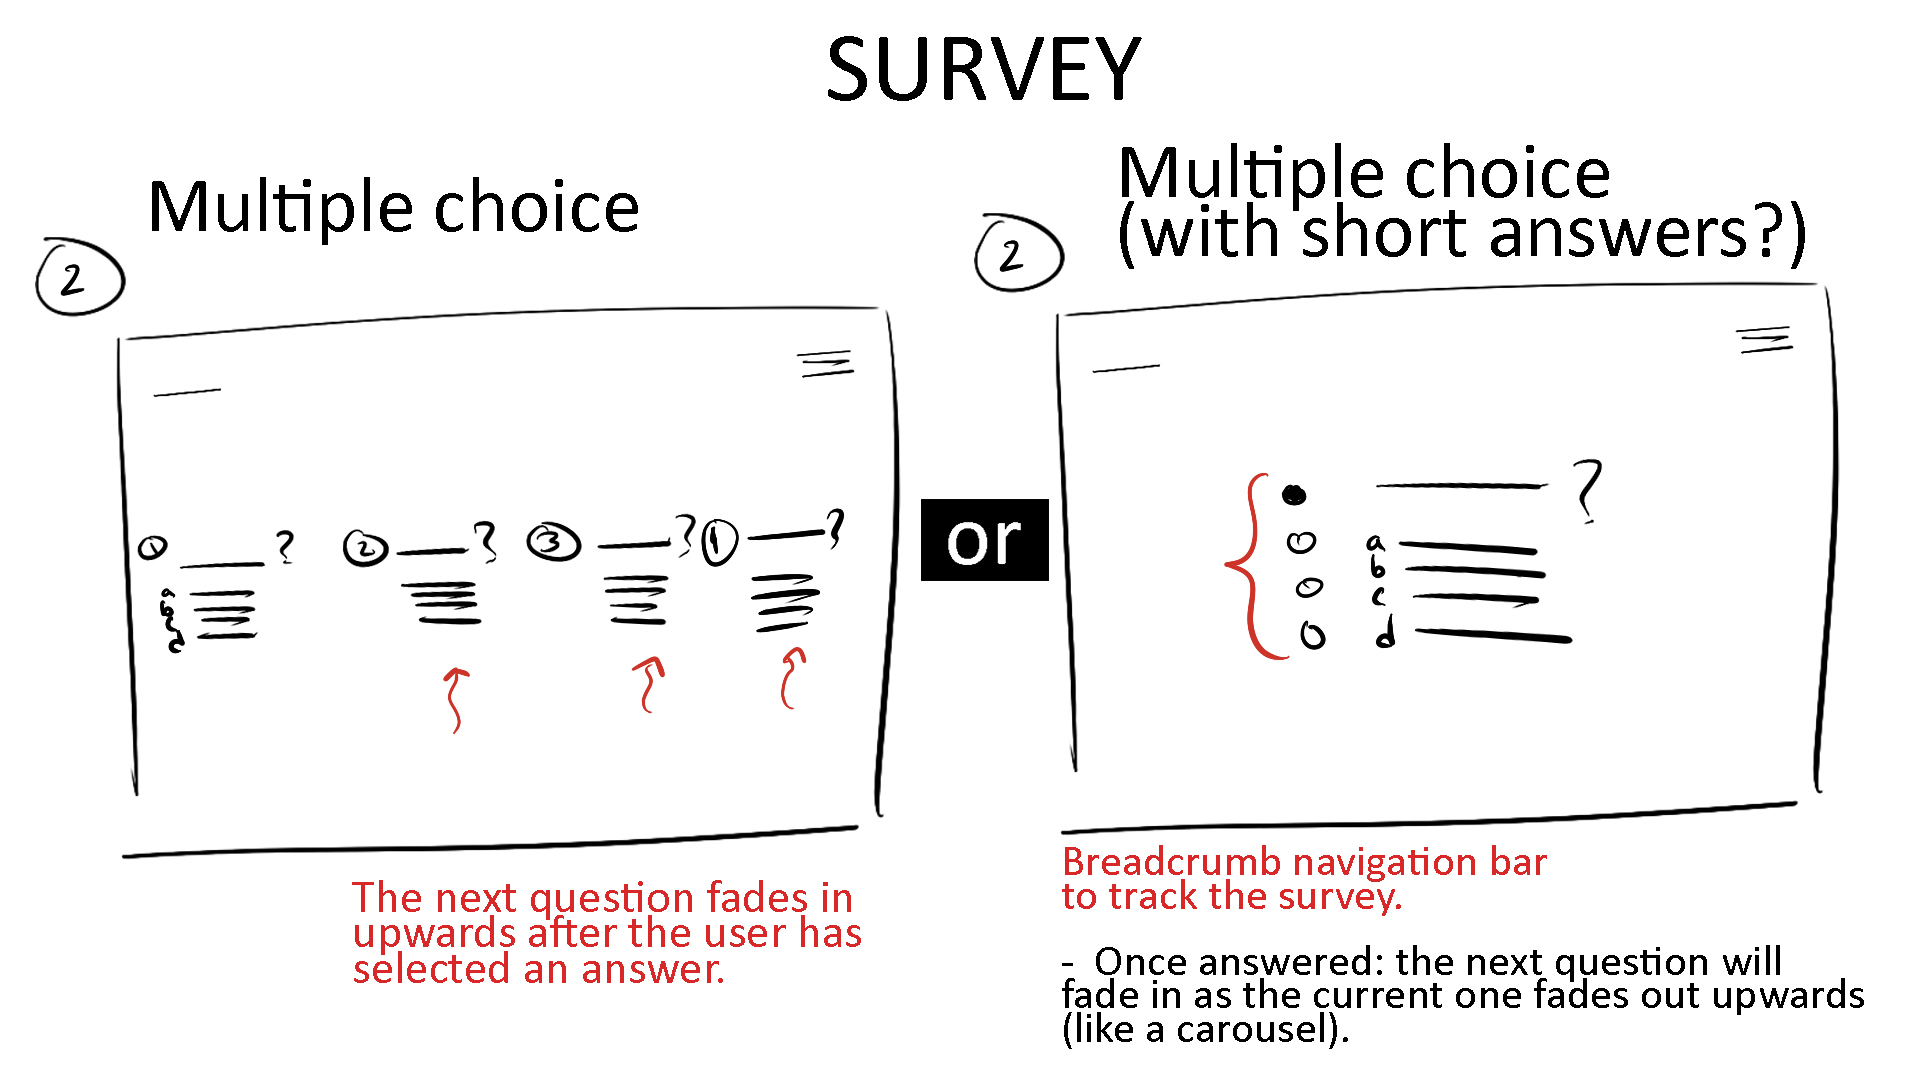 SURVEY
Multiple choice
2
1 ?
2 ?
3 ?
1 ?
a
b
c
d
The next question fades in
upwards after the user has
selected an answer.
or
Multiple choice
(with short answers?)
2
?
a
b
c
d
Breadcrumb navigation bar
to track the survey.
- Once answered: the next question will
fade in as the current one fades out upwards
(like a carousel).